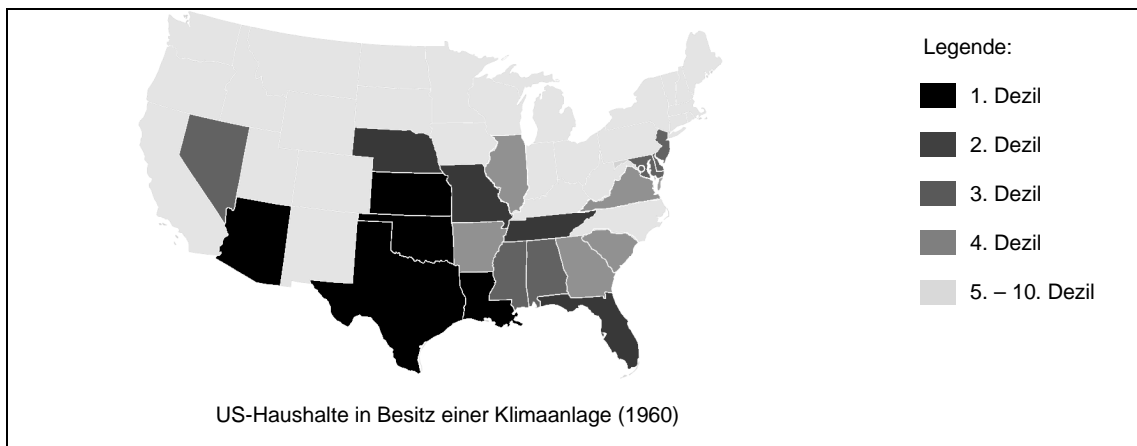 Legende:
1. Dezil
2. Dezil
3. Dezil
4. Dezil
5. – 10. Dezil
US-Haushalte in Besitz einer Klimaanlage (1960)